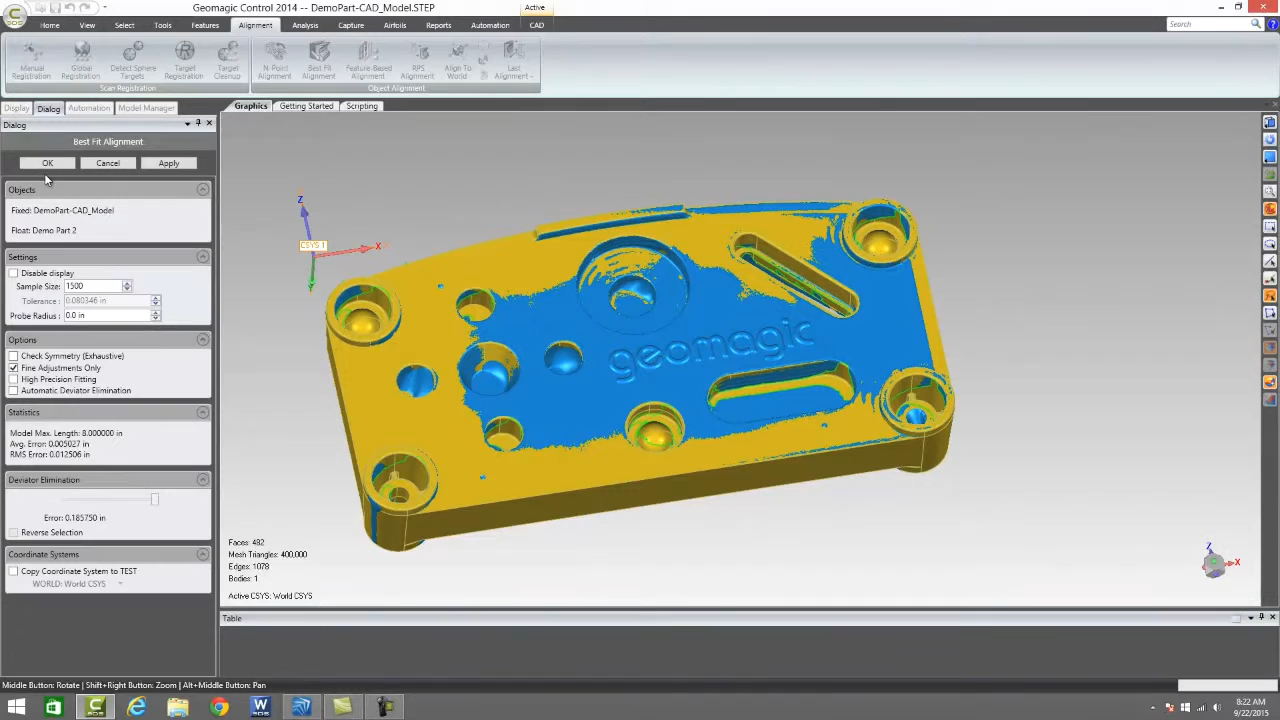 Geomagic Control 2014 -- DemoPart-CAD_Model.STEP
Active
Home View Select Tools Features Alignment Analysis Capture Airfoils Reports Automation CAD
Search
Manual Registration
Global Registration
Detect Sphere Targets
Target Registration
Target Cleanup
N-Point Alignment
Best Fit Alignment
Feature-Based Alignment
RPS Alignment
Align To World
Last Alignment
Scan Registration
Object Alignment
Display Dialog Automation Model Manager
Graphics Getting Started Scripting
Dialog
Best Fit Alignment
OK Cancel Apply
Objects
Fixed: DemoPart-CAD_Model
Float: Demo Part 2
Settings
Disable display
Sample Size: 1500
Tolerance : 0.080346 in
Probe Radius : 0.0 in
Options
Check Symmetry (Exhaustive)
Fine Adjustments Only
High Precision Fitting
Automatic Deviator Elimination
Statistics
Model Max. Length: 8.000000 in
Avg. Error: 0.005027 in
RMS Error: 0.012506 in
Deviator Elimination
Error: 0.185750 in
Reverse Selection
Coordinate Systems
Copy Coordinate System to TEST
WORLD: World CSYS
Z
CSYS 1
X
geomagic
Faces: 482
Mesh Triangles: 400,000
Edges: 1078
Bodies: 1
Active CSYS: World CSYS
Z
X
Table
Middle Button: Rotate | Shift+Right Button: Zoom | Alt+Middle Button: Pan
8:22 AM
9/22/2015